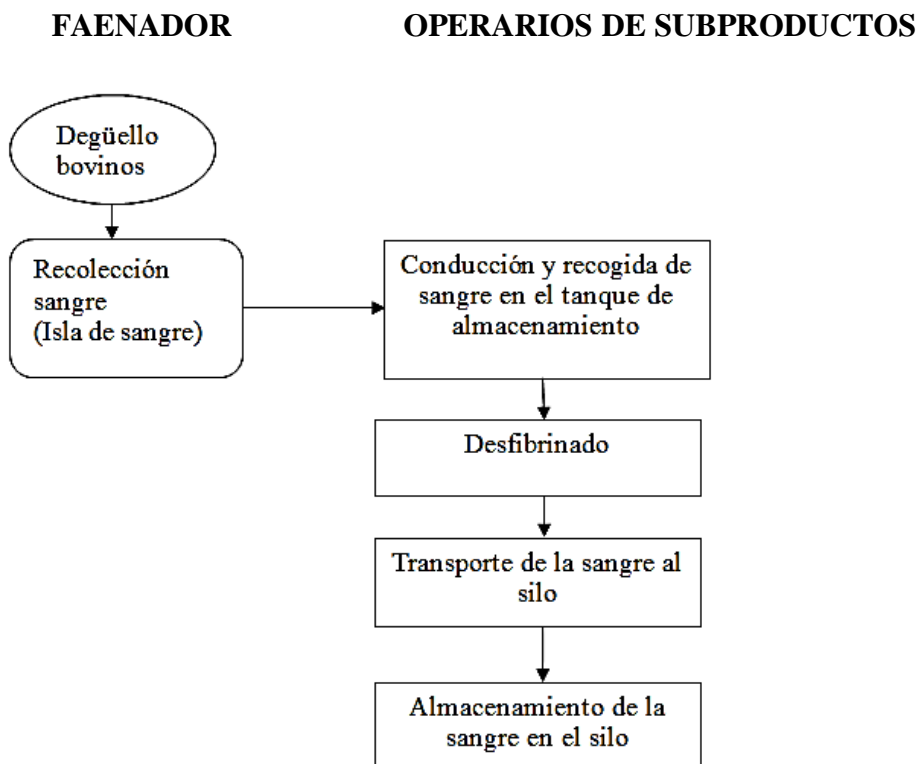 FAENADOR
OPERARIOS DE SUBPRODUCTOS
Degüello
bovinos
Recolección
sangre
(Isla de sangre)
Conducción y recogida de
sangre en el tanque de
almacenamiento
Desfibrinado
Transporte de la sangre al
silo
Almacenamiento de la
sangre en el silo